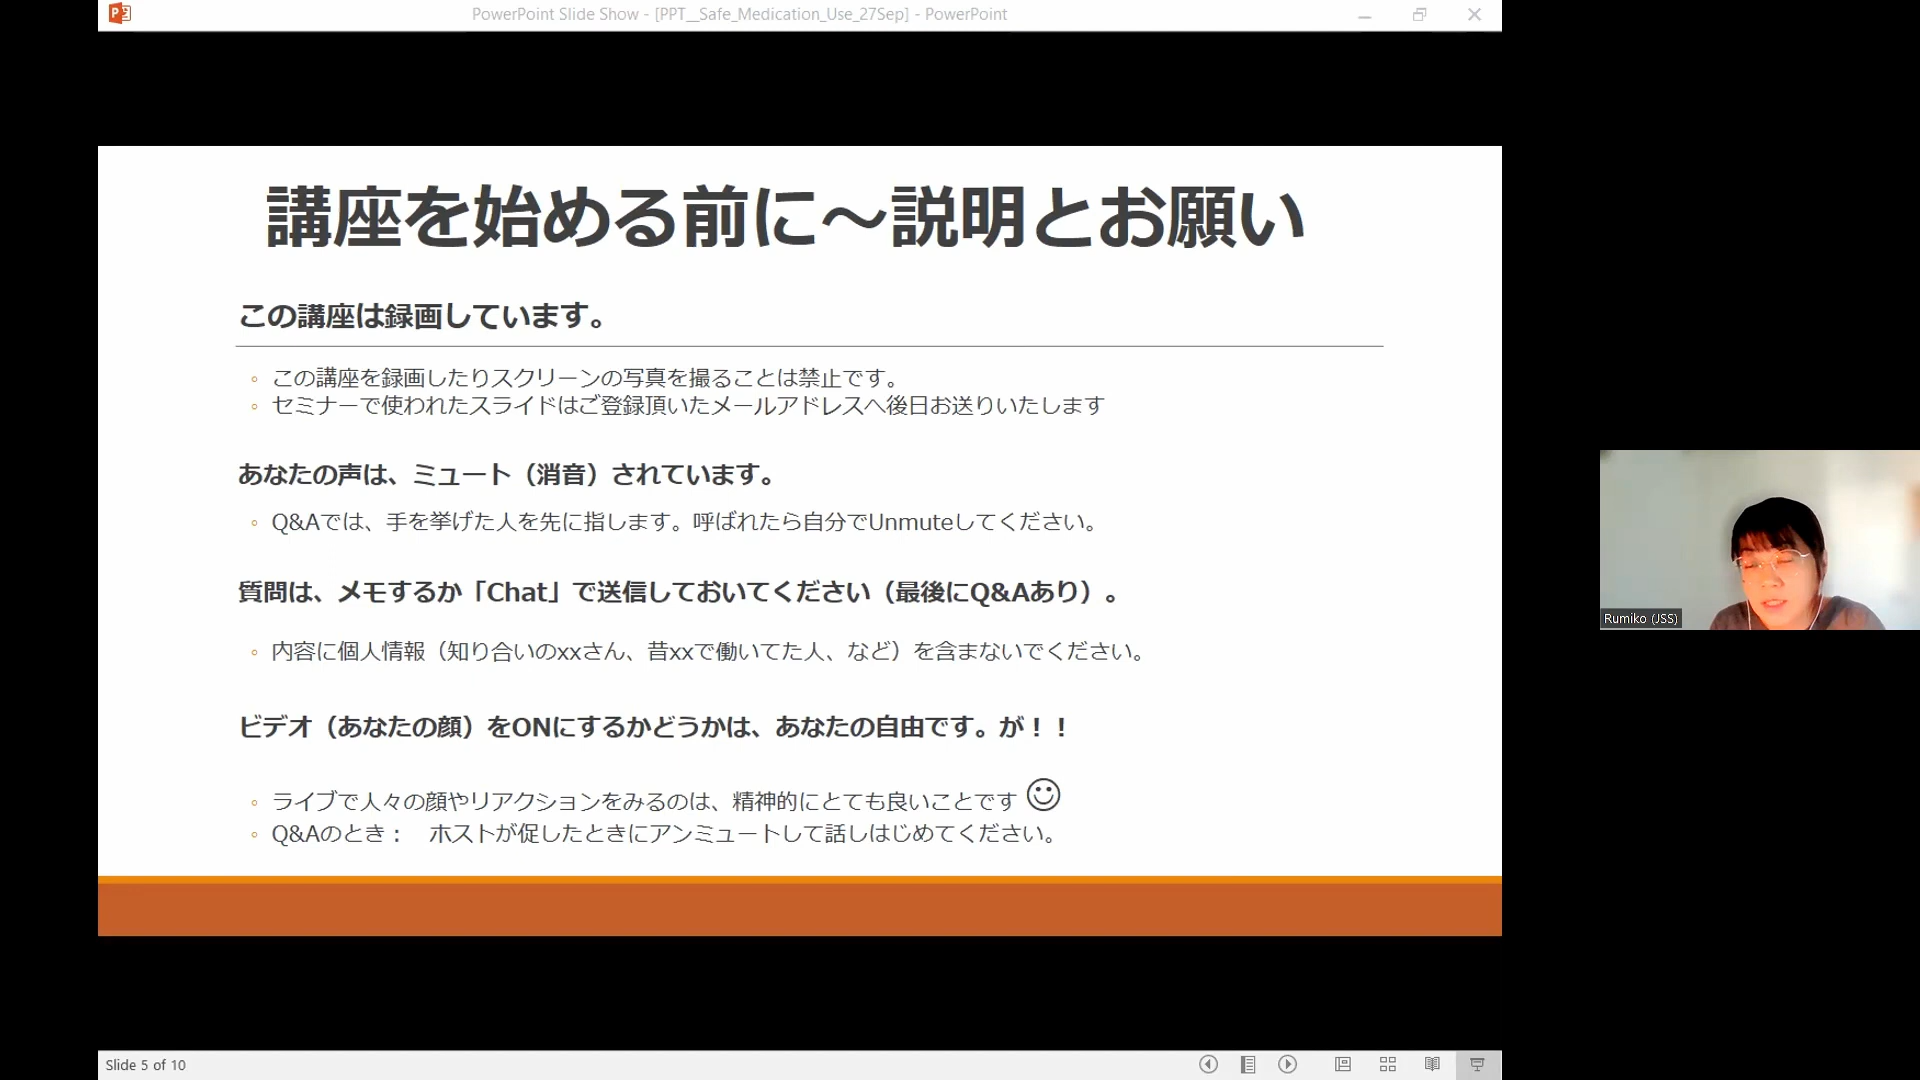 PowerPoint Slide Show - [PPT__Safe_Medication_Use_27Sep] - PowerPoint
講座を始める前に～説明とお願い
この講座は録画しています。
◦ この講座を録画したりスクリーンの写真を撮ることは禁止です。
◦ セミナーで使われたスライドはご登録頂いたメールアドレスへ後日お送りいたします
あなたの声は、ミュート（消音）されています。
◦ Q&Aでは、手を挙げた人を先に指します。呼ばれたら自分でUnmuteしてください。
質問は、メモするか「Chat」で送信しておいてください（最後にQ&Aあり）。
◦ 内容に個人情報（知り合いのxxさん、昔xxで働いてた人、など）を含まないでください。
ビデオ（あなたの顔）をONにするかどうかは、あなたの自由です。が！！
◦ ライブで人々の顔やリアクションをみるのは、精神的にとても良いことです ☺
◦ Q&Aのとき：　ホストが促したときにアンミュートして話しはじめてください。
Rumiko (JSS)
Slide 5 of 10